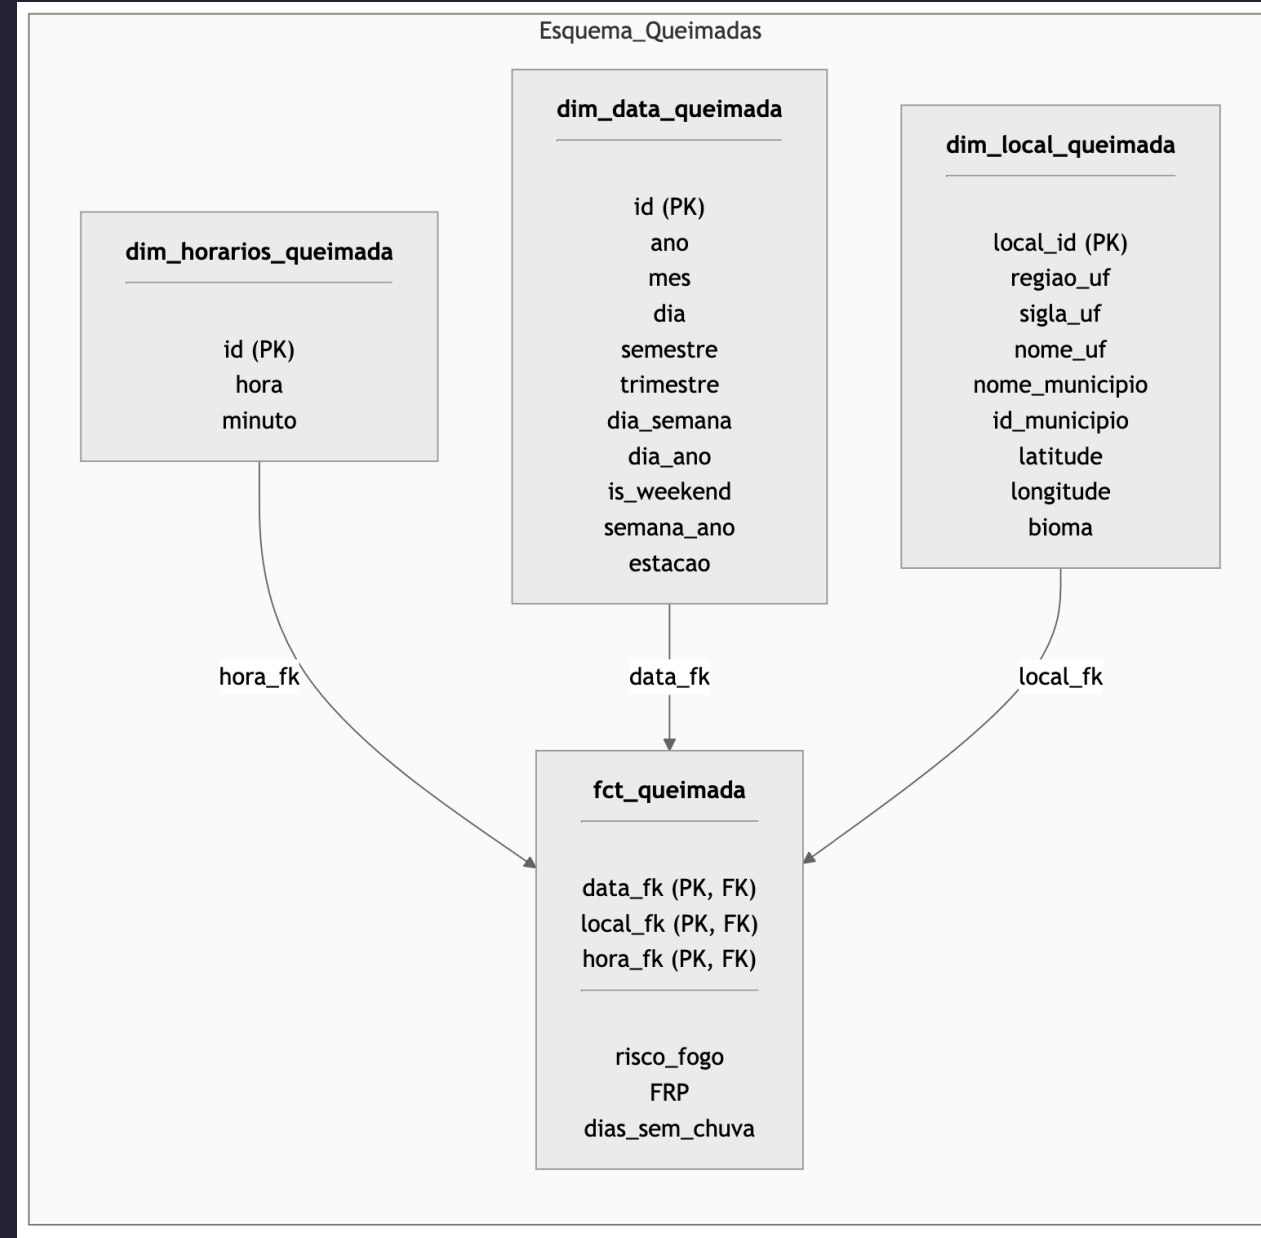 Esquema_Queimadas
dim_horarios_queimada
id (PK)
hora
minuto
dim_data_queimada
id (PK)
ano
mes
dia
semestre
trimestre
dia_semana
dia_ano
is_weekend
semana_ano
estacao
dim_local_queimada
local_id (PK)
regiao_uf
sigla_uf
nome_uf
nome_municipio
id_municipio
latitude
longitude
bioma
hora_fk
data_fk
local_fk
fct_queimada
data_fk (PK, FK)
local_fk (PK, FK)
hora_fk (PK, FK)
risco_fogo
FRP
dias_sem_chuva